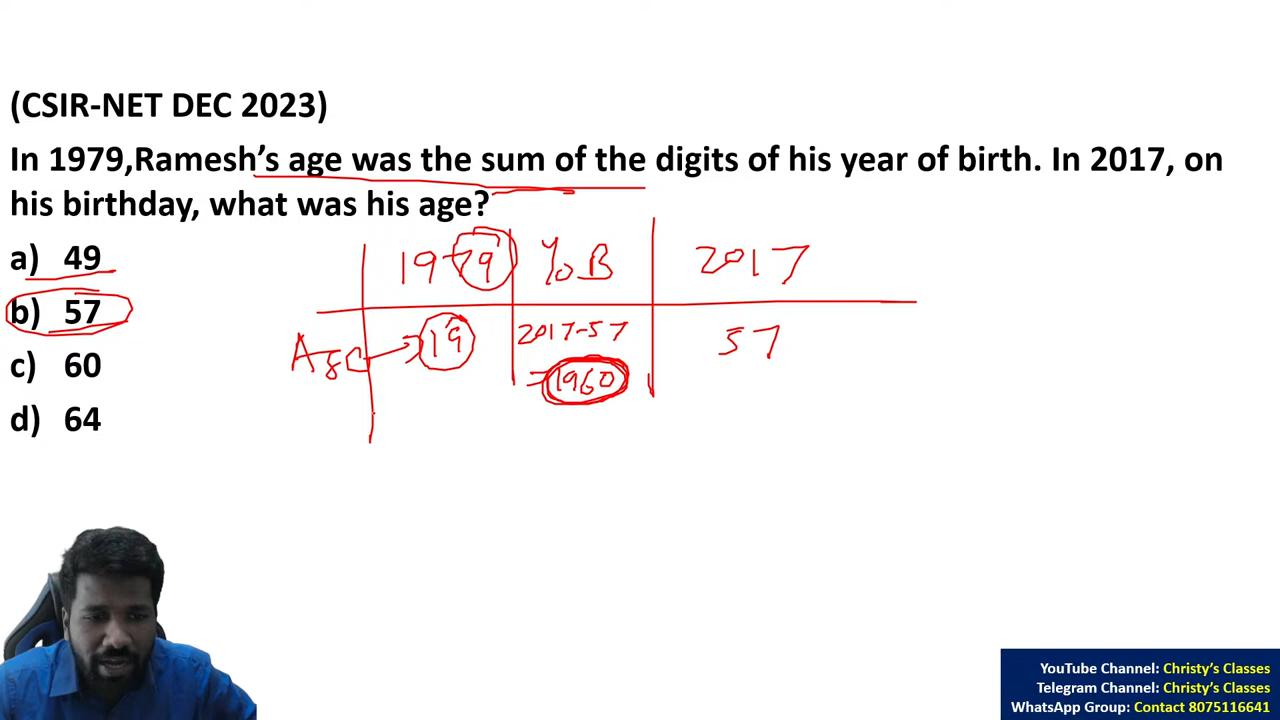 (CSIR-NET DEC 2023)
In 1979,Ramesh's age was the sum of the digits of his year of birth. In 2017, on
his birthday, what was his age?
a) 49
b) 57
c) 60
d) 64
1979 YoB 2017
Age 19 2017-57 57
=1960
YouTube Channel: Christy's Classes
Telegram Channel: Christy's Classes
WhatsApp Group: Contact 8075116641